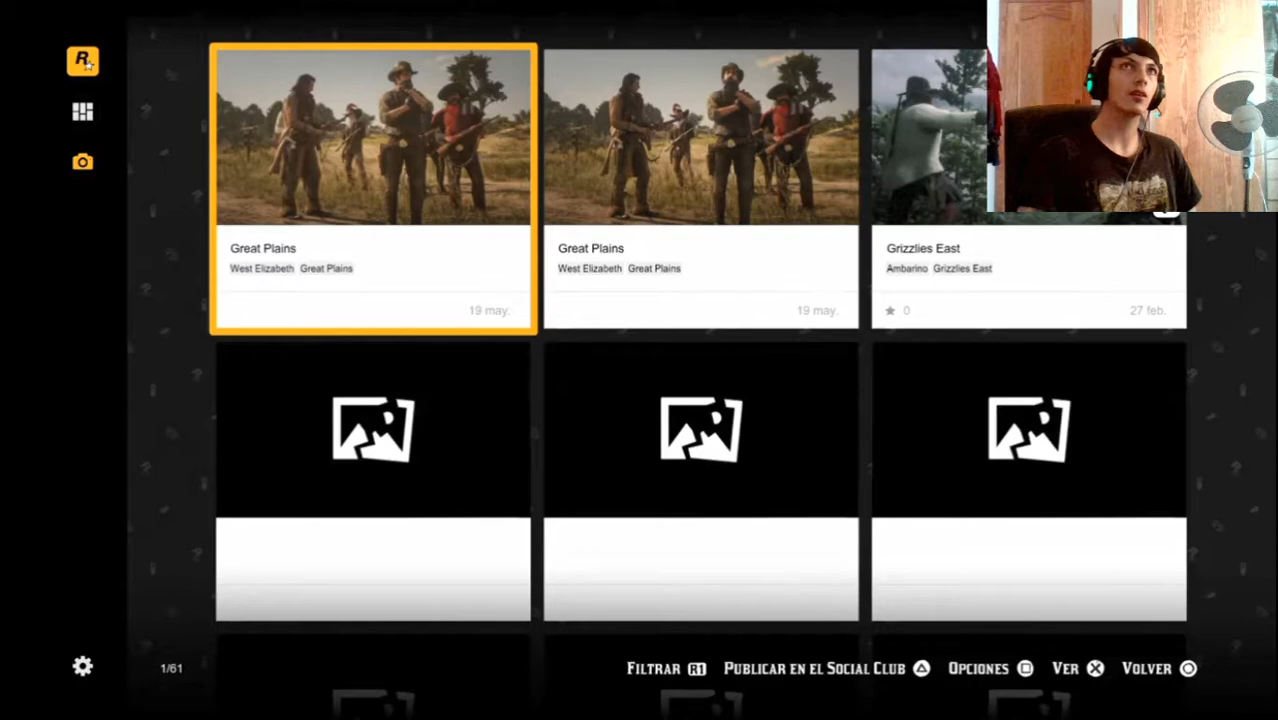 R
Great Plains
West Elizabeth Great Plains
19 may.
Great Plains
West Elizabeth Great Plains
19 may.
Grizzlies East
Ambarino Grizzlies East
0
27 feb.
1/61
Filtrar R1 Publicar en el Social Club Opciones Ver Volver